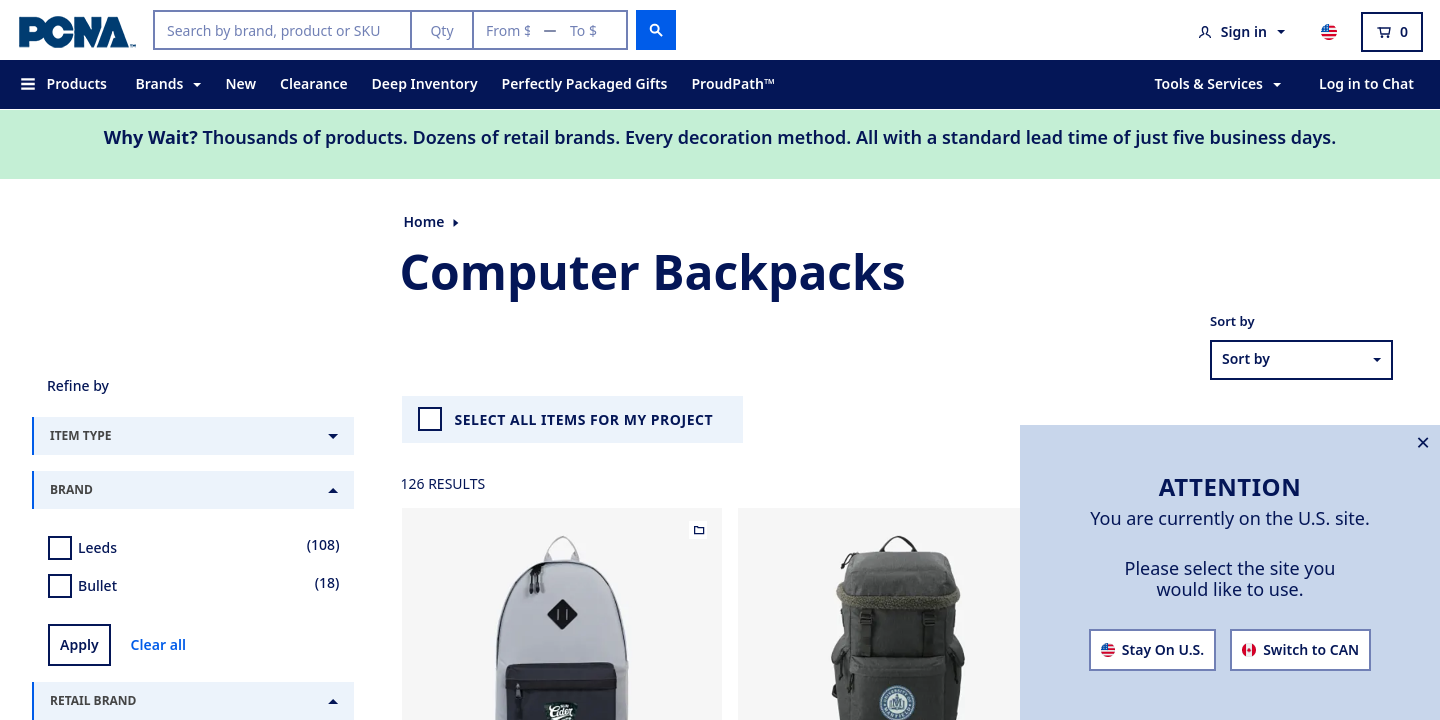 PCNA
Search by brand, product or SKU
Qty
From $ — To $
Sign in
0
Products
Brands
New
Clearance
Deep Inventory
Perfectly Packaged Gifts
ProudPath™
Tools & Services
Log in to Chat
Why Wait? Thousands of products. Dozens of retail brands. Every decoration method. All with a standard lead time of just five business days.
Home
Computer Backpacks
Sort by
Sort by
Refine by
SELECT ALL ITEMS FOR MY PROJECT
ITEM TYPE
BRAND
126 RESULTS
Leeds (108)
Bullet (18)
Apply
Clear all
RETAIL BRAND
Cider
ATTENTION
You are currently on the U.S. site.
Please select the site you
would like to use.
Stay On U.S.
Switch to CAN